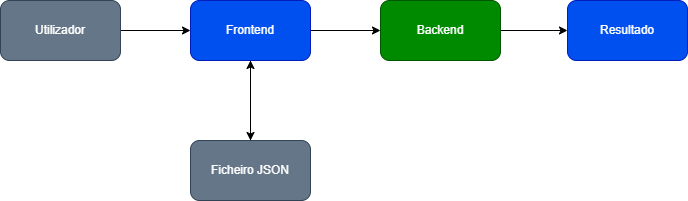 Utilizador
Frontend
Backend
Resultado
Ficheiro JSON